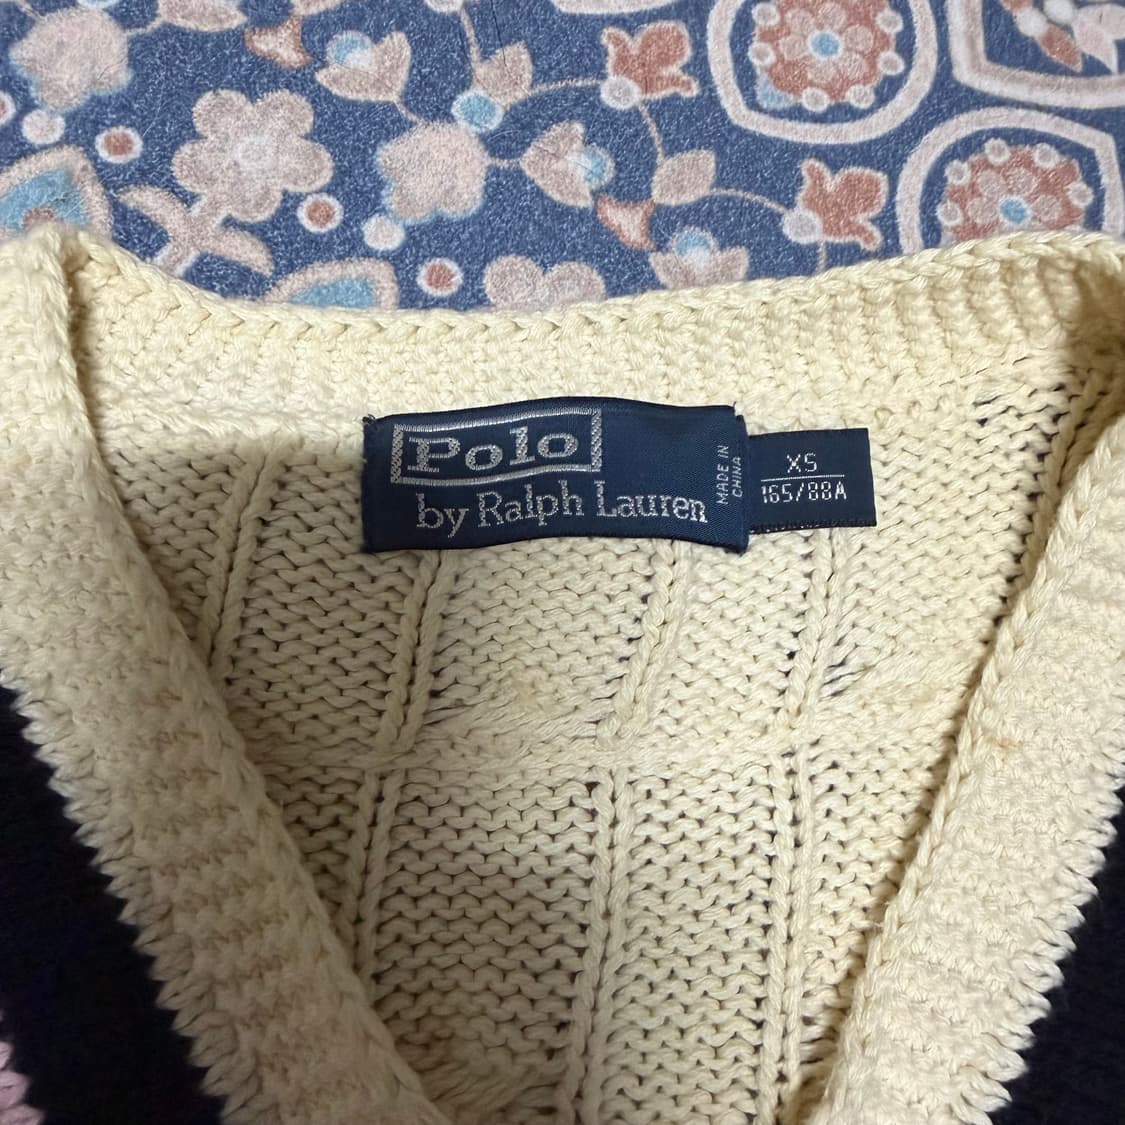 Polo
by Ralph Lauren
MADE IN
CHINA
XS
165/88A